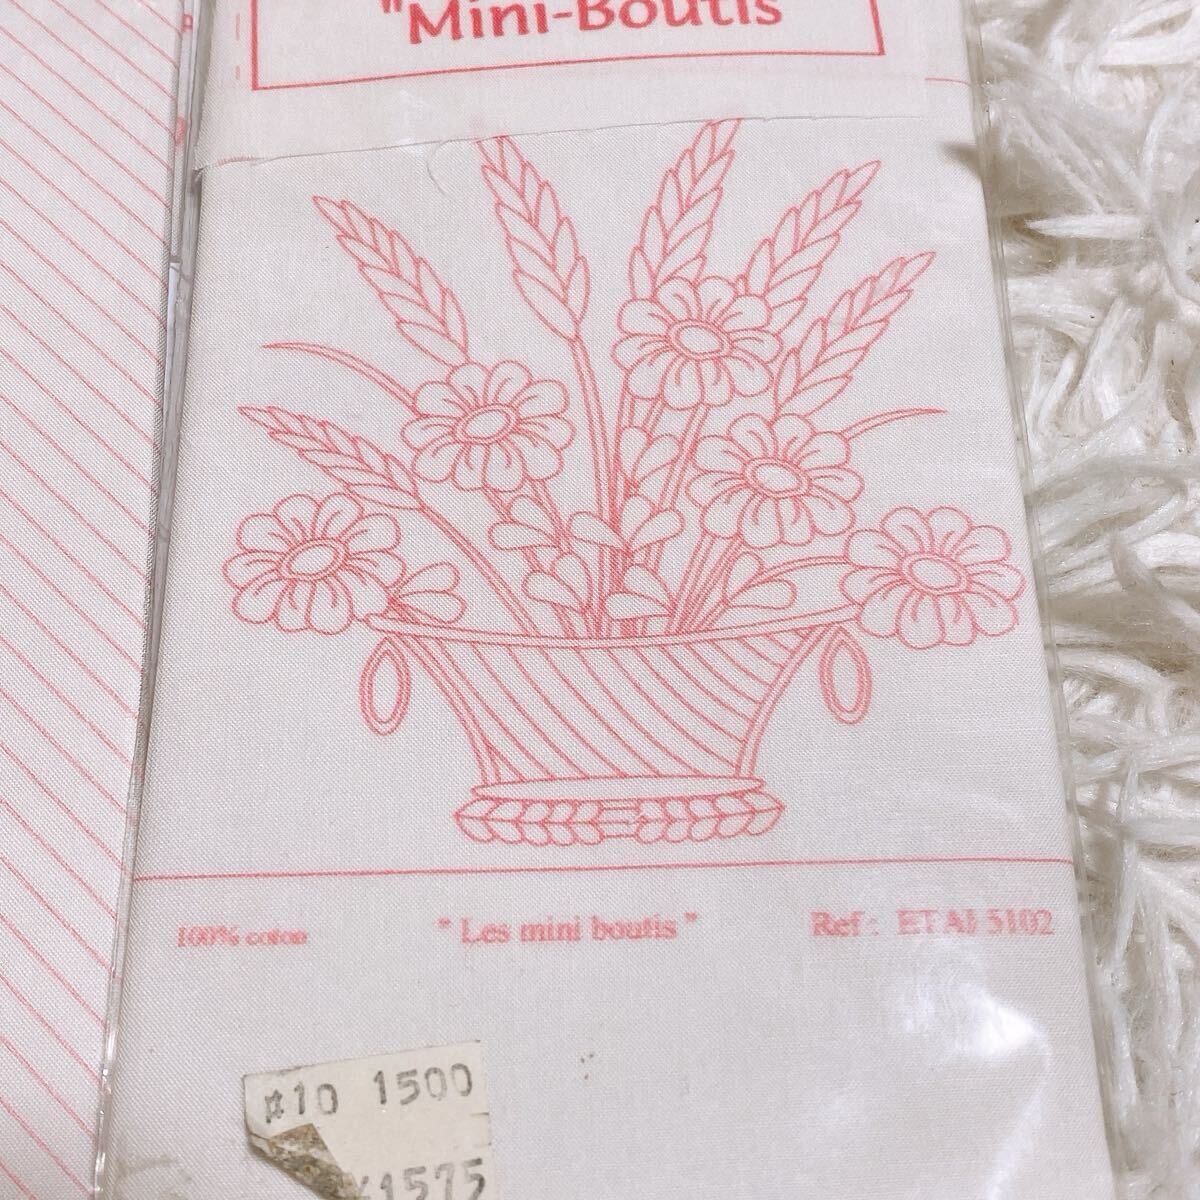 "Mini-Boutis
100% coton
" Les mini boutis "
Ref : ETAI 5102
#10 1500
¥1575